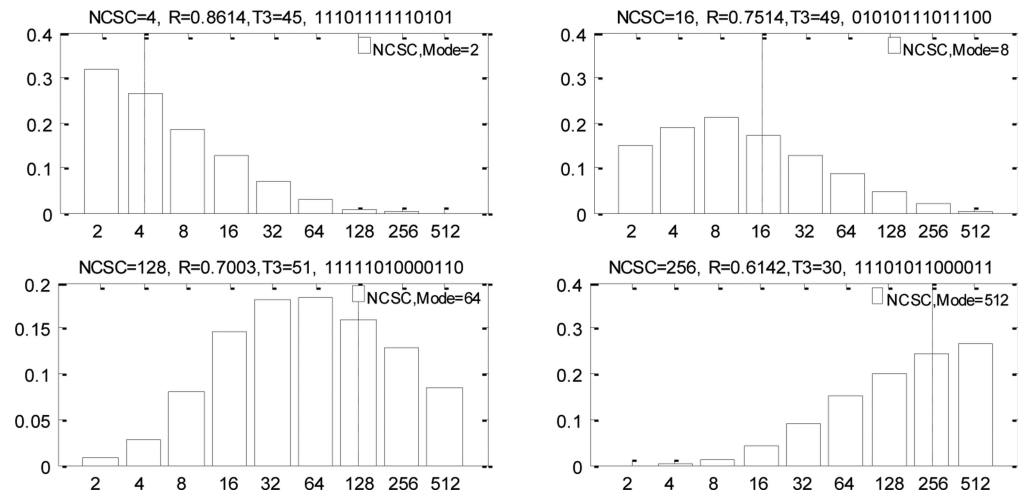 NCSC=4, R=0.8614,T3=45, 11101111110101
0.4
0.3
0.2
0.1
0
NCSC,Mode=2
2 4 8 16 32 64 128 256 512
NCSC=16, R=0.7514,T3=49, 01010111011100
0.4
0.3
0.2
0.1
0
NCSC,Mode=8
2 4 8 16 32 64 128 256 512
NCSC=128, R=0.7003,T3=51, 11111010000110
0.2
0.15
0.1
0.05
0
NCSC,Mode=64
2 4 8 16 32 64 128 256 512
NCSC=256, R=0.6142,T3=30, 11101011000011
0.4
0.3
0.2
0.1
0
NCSC,Mode=512
2 4 8 16 32 64 128 256 512